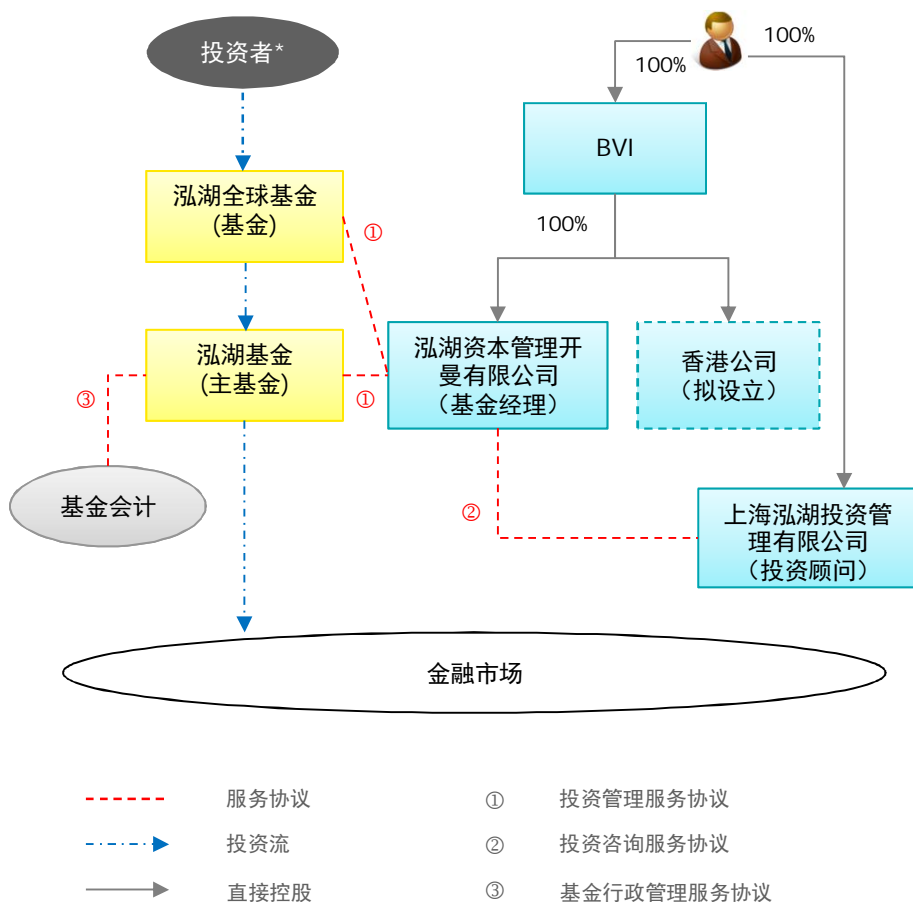 投资者*
100%
100%
BVI
泓湖全球基金
(基金)
①
100%
泓湖基金
(主基金)
①
③
泓湖资本管理开
曼有限公司
（基金经理）
香港公司
（拟设立）
基金会计
②
上海泓湖投资管
理有限公司
（投资顾问）
金融市场
服务协议
① 投资管理服务协议
投资流
② 投资咨询服务协议
直接控股
③ 基金行政管理服务协议